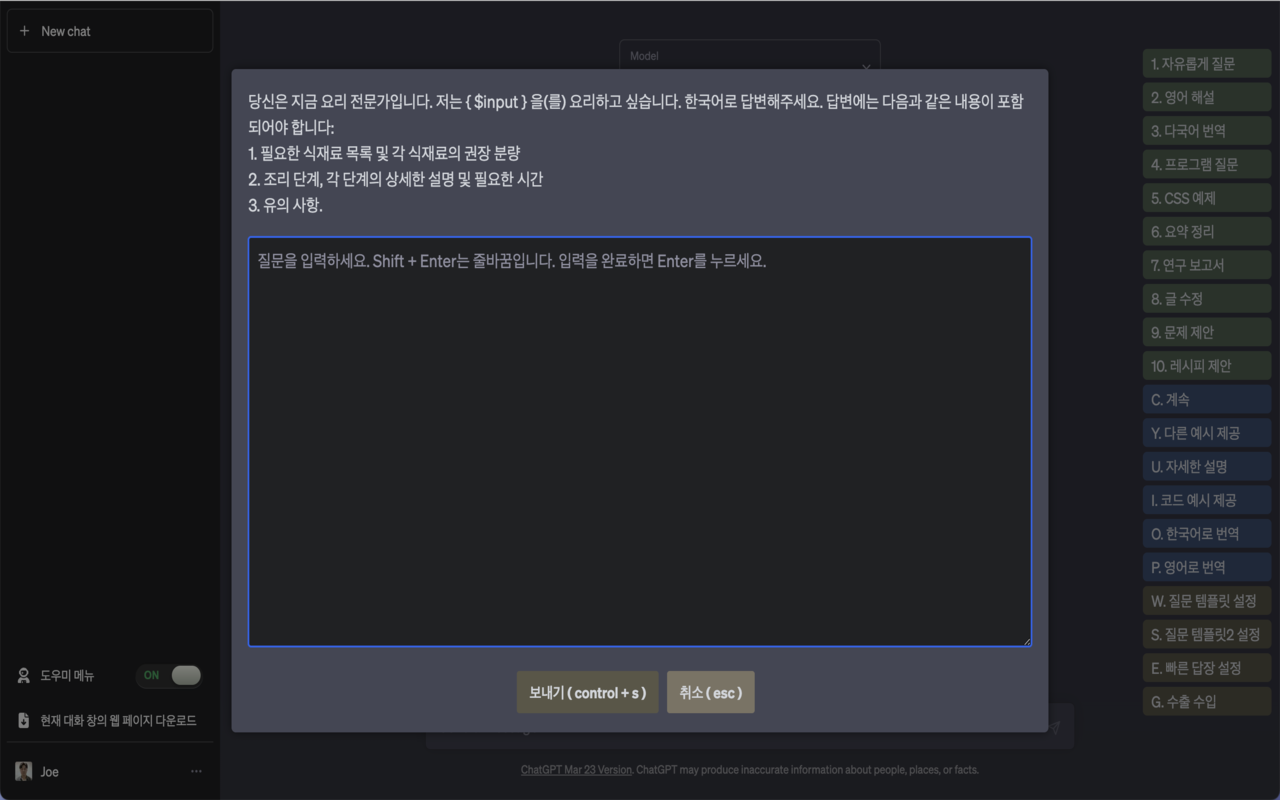 New chat
Model
당신은 지금 요리 전문가입니다. 저는 { $input } 을(를) 요리하고 싶습니다. 한국어로 답변해주세요. 답변에는 다음과 같은 내용이 포함
되어야 합니다:
1. 필요한 식재료 목록 및 각 식재료의 권장 분량
2. 조리 단계, 각 단계의 상세한 설명 및 필요한 시간
3. 유의 사항.
질문을 입력하세요. Shift + Enter는 줄바꿈입니다. 입력을 완료하면 Enter를 누르세요.
보내기 ( control + s )
취소 ( esc )
1. 자유롭게 질문
2. 영어 해설
3. 다국어 번역
4. 프로그램 질문
5. CSS 예제
6. 요약 정리
7. 연구 보고서
8. 글 수정
9. 문제 제안
10. 레시피 제안
C. 계속
Y. 다른 예시 제공
U. 자세한 설명
I. 코드 예시 제공
O. 한국어로 번역
P. 영어로 번역
W. 질문 템플릿 설정
S. 질문 템플릿2 설정
E. 빠른 답장 설정
G. 수출 수입
도우미 메뉴
ON
현재 대화 창의 웹 페이지 다운로드
Joe
ChatGPT Mar 23 Version. ChatGPT may produce inaccurate information about people, places, or facts.